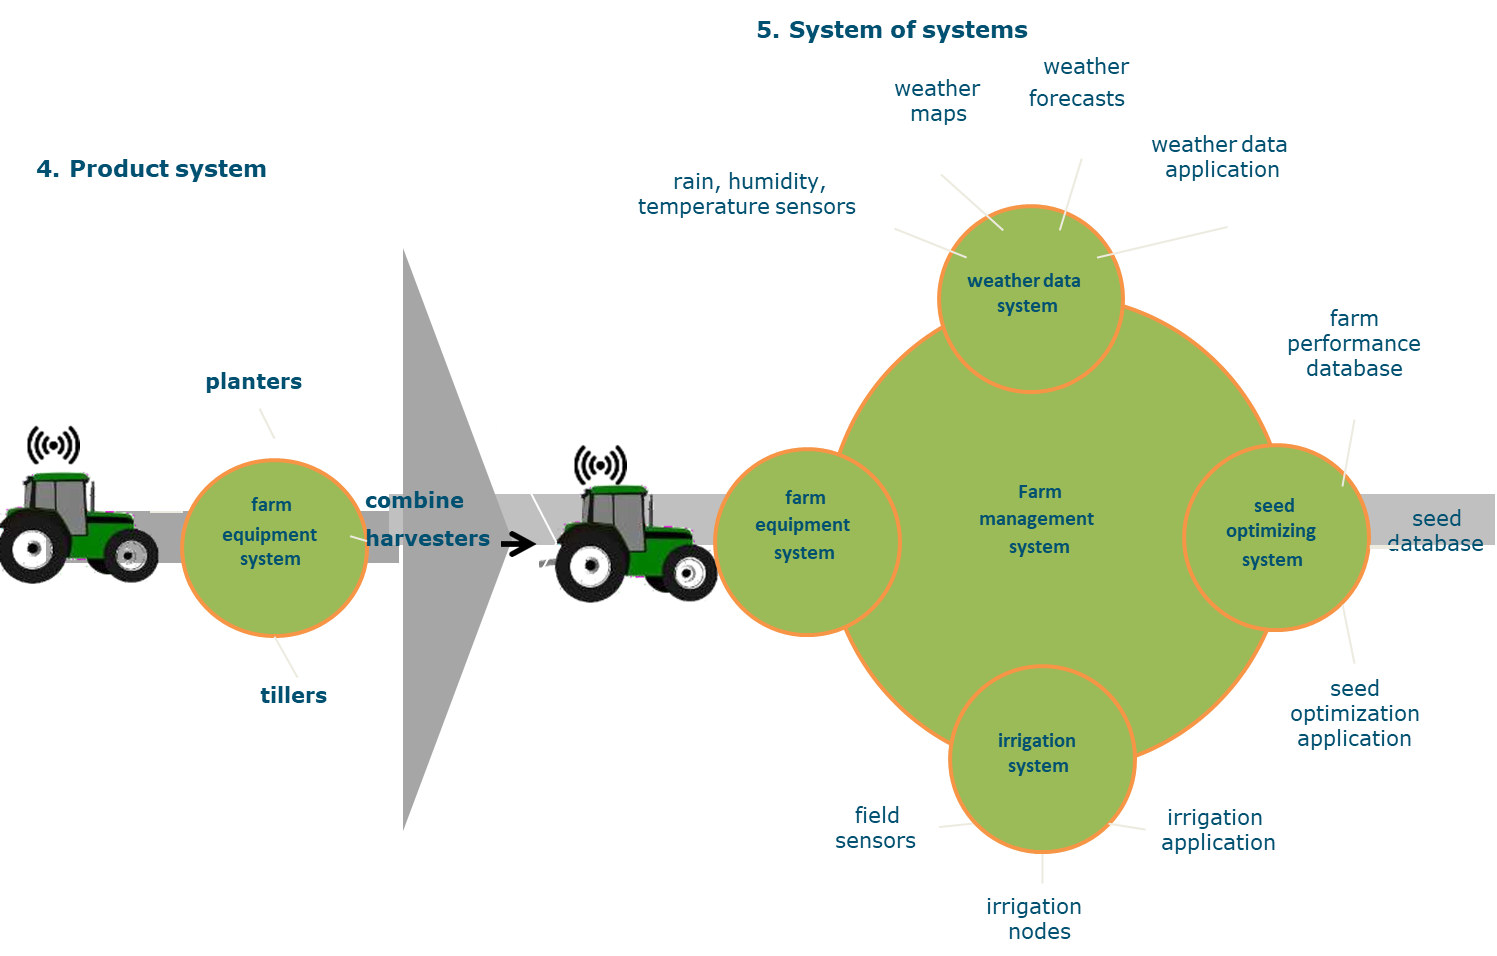 4. Product system
planters
farm
equipment
system
combine
harvesters
tillers
5. System of systems
weather
forecasts
weather
maps
weather data
application
rain, humidity,
temperature sensors
weather data
system
farm
performance
database
farm
equipment
system
Farm
management
system
seed
optimizing
system
seed
database
seed
optimization
application
irrigation
system
field
sensors
irrigation
application
irrigation
nodes